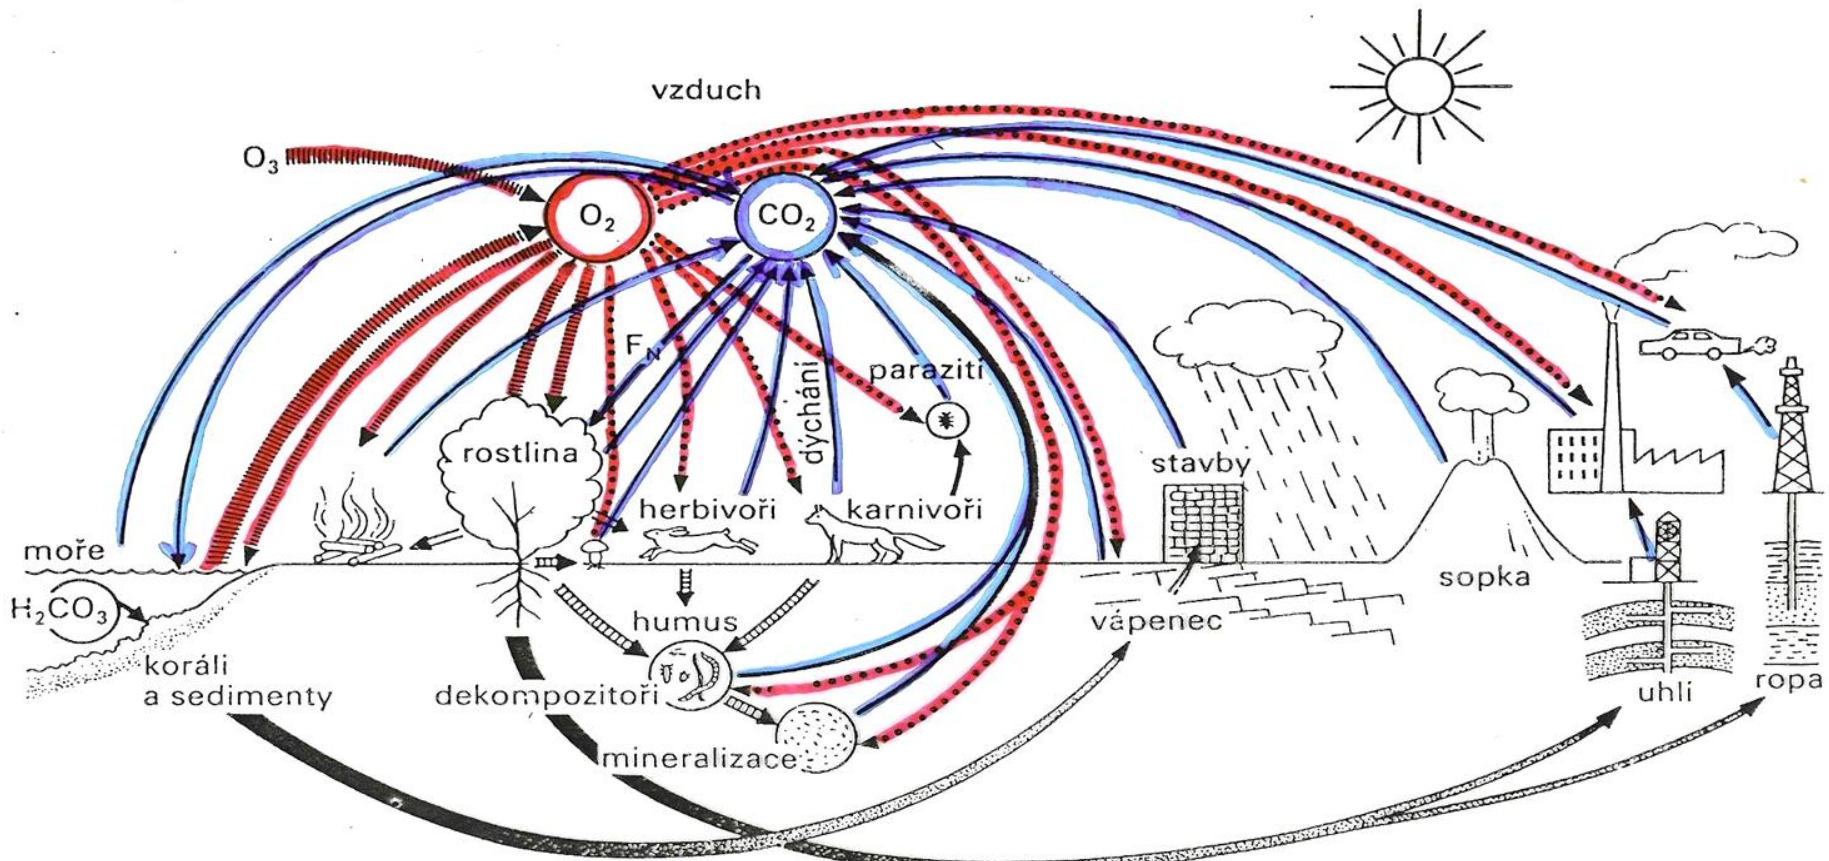 vzduch
O₃
O₂
CO₂
F_N
paraziti
dýchání
rostlina
stavby
herbivoři
karnivoři
moře
H₂CO₃
sopka
humus
vápenec
koráli
a sedimenty
dekompozitoři
uhlí
ropa
mineralizace